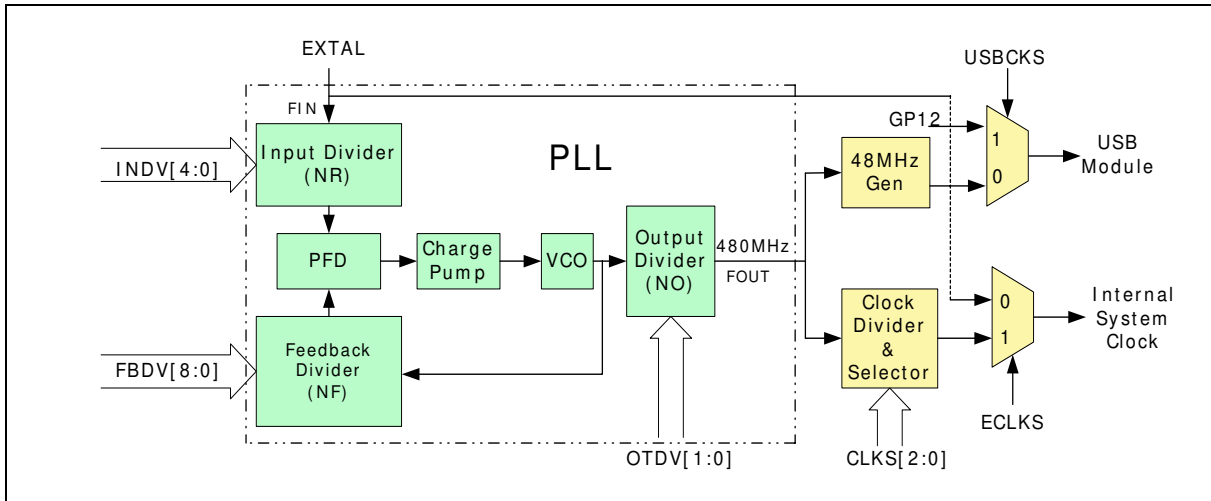 EXTAL
USBCKS
FIN
GP12
Input Divider
(NR)
PLL
1
USB
Module
INDV[4:0]
48MHz
Gen
0
Output
Divider
(NO)
480MHz
FOUT
PFD
Charge
Pump
VCO
Clock
Divider
&
Selector
0
1
Internal
System
Clock
Feedback
Divider
(NF)
FBDV[8:0]
ECLKS
OTDV[1:0]
CLKS[2:0]